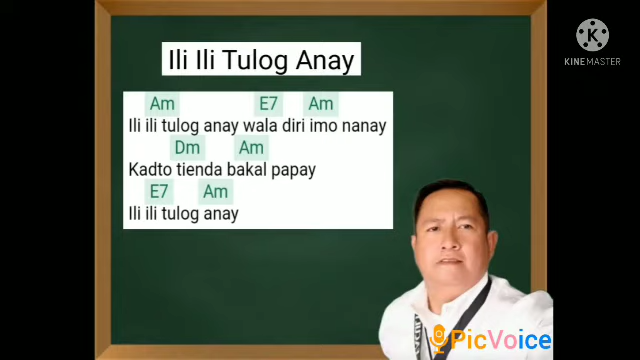 Ili Ili Tulog Anay
Am E7 Am
Ili ili tulog anay wala diri imo nanay
Dm Am
Kadto tienda bakal papay
E7 Am
Ili ili tulog anay
K
KINEMASTER
PicVoice